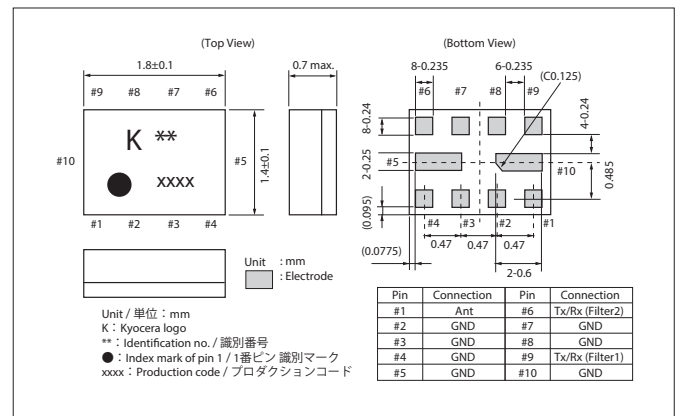 (Top View)
1.8±0.1
#9 #8 #7 #6
#10
K **
xxxx
#5
1.4±0.1
#1 #2 #3 #4
0.7 max.
(Bottom View)
8-0.235
6-0.235
(C0.125)
#6 #7 #8 #9
8-0.24
4-0.24
2-0.25
#5
#10
0.485
(0.095)
#4 #3 #2 #1
(0.0775)
0.47 0.47 0.47
2-0.6
Unit : mm
: Electrode
Unit / 単位：mm
K：Kyocera logo
**：Identification no. / 識別番号
●：Index mark of pin 1 / 1番ピン 識別マーク
xxxx：Production code / プロダクションコード
Pin Connection Pin Connection
#1 Ant #6 Tx/Rx (Filter2)
#2 GND #7 GND
#3 GND #8 GND
#4 GND #9 Tx/Rx (Filter1)
#5 GND #10 GND